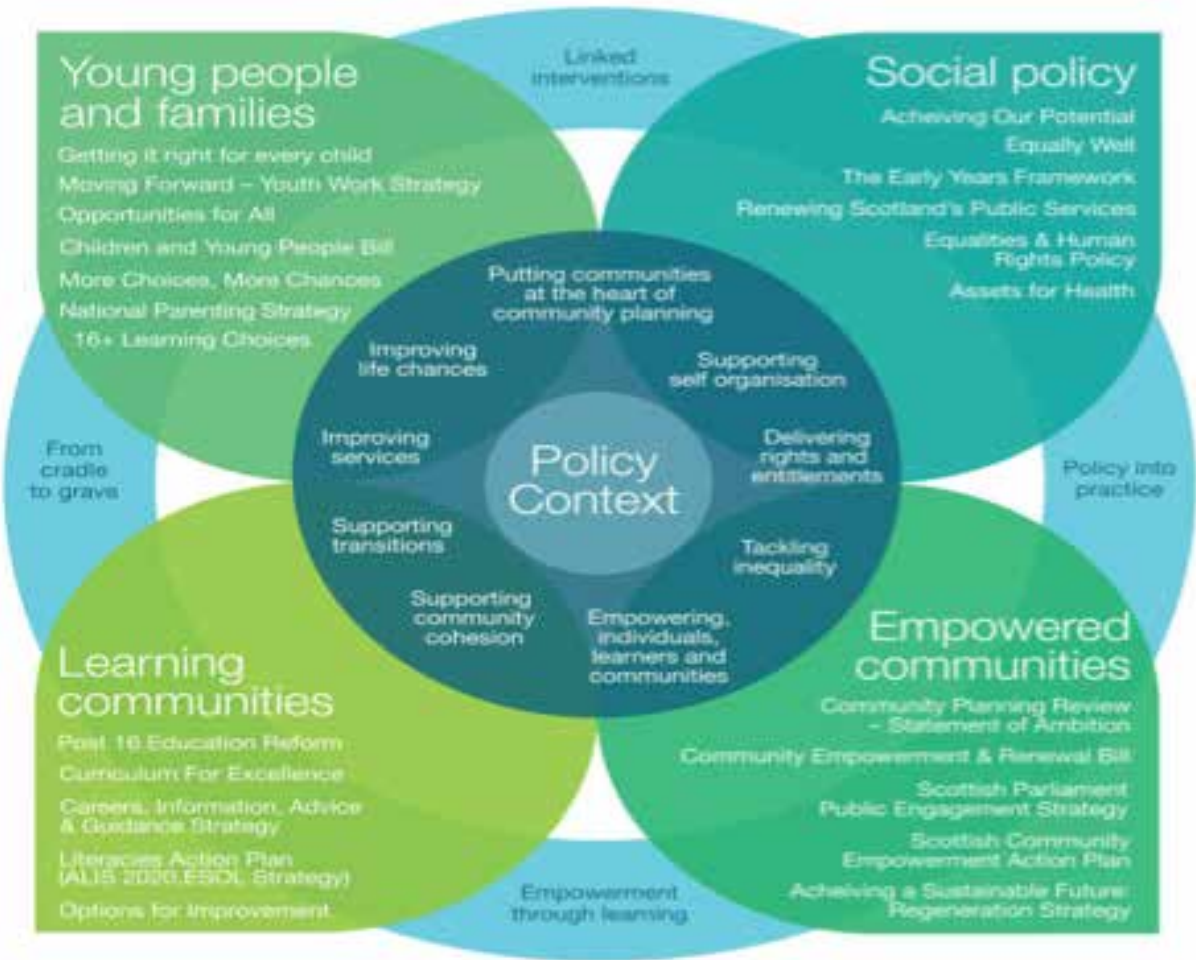 Linked
interventions
Young people
and families
Getting it right for every child
Moving Forward – Youth Work Strategy
Opportunities for All
Children and Young People Bill
More Choices, More Chances
National Parenting Strategy
16+ Learning Choices
Social policy
Acheiving Our Potential
Equally Well
The Early Years Framework
Renewing Scotland's Public Services
Equalities & Human
Rights Policy
Assets for Health
Putting communities
at the heart of
community planning
Improving
life chances
Supporting
self organisation
Improving
services
Delivering
rights and
entitlements
Policy
Context
From
cradle
to grave
Policy into
practice
Supporting
transitions
Tackling
inequality
Supporting
community
cohesion
Empowering,
individuals,
learners and
communities
Learning
communities
Post 16 Education Reform
Curriculum For Excellence
Careers, Information, Advice
& Guidance Strategy
Literacies Action Plan
(ALIS 2020.ESOL Strategy)
Options for Improvement
Empowered
communities
Community Planning Review
– Statement of Ambition
Community Empowerment & Renewal Bill
Scottish Parliament
Public Engagement Strategy
Scottish Community
Empowerment Action Plan
Acheiving a Sustainable Future:
Regeneration Strategy
Empowerment
through learning